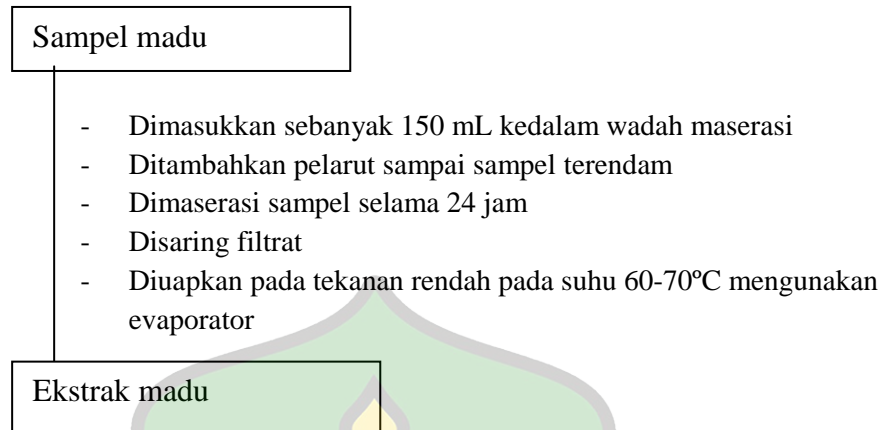 Sampel madu
- Dimasukkan sebanyak 150 mL kedalam wadah maserasi
- Ditambahkan pelarut sampai sampel terendam
- Dimaserasi sampel selama 24 jam
- Disaring filtrat
- Diuapkan pada tekanan rendah pada suhu 60-70ºC mengunakan
evaporator
Ekstrak madu